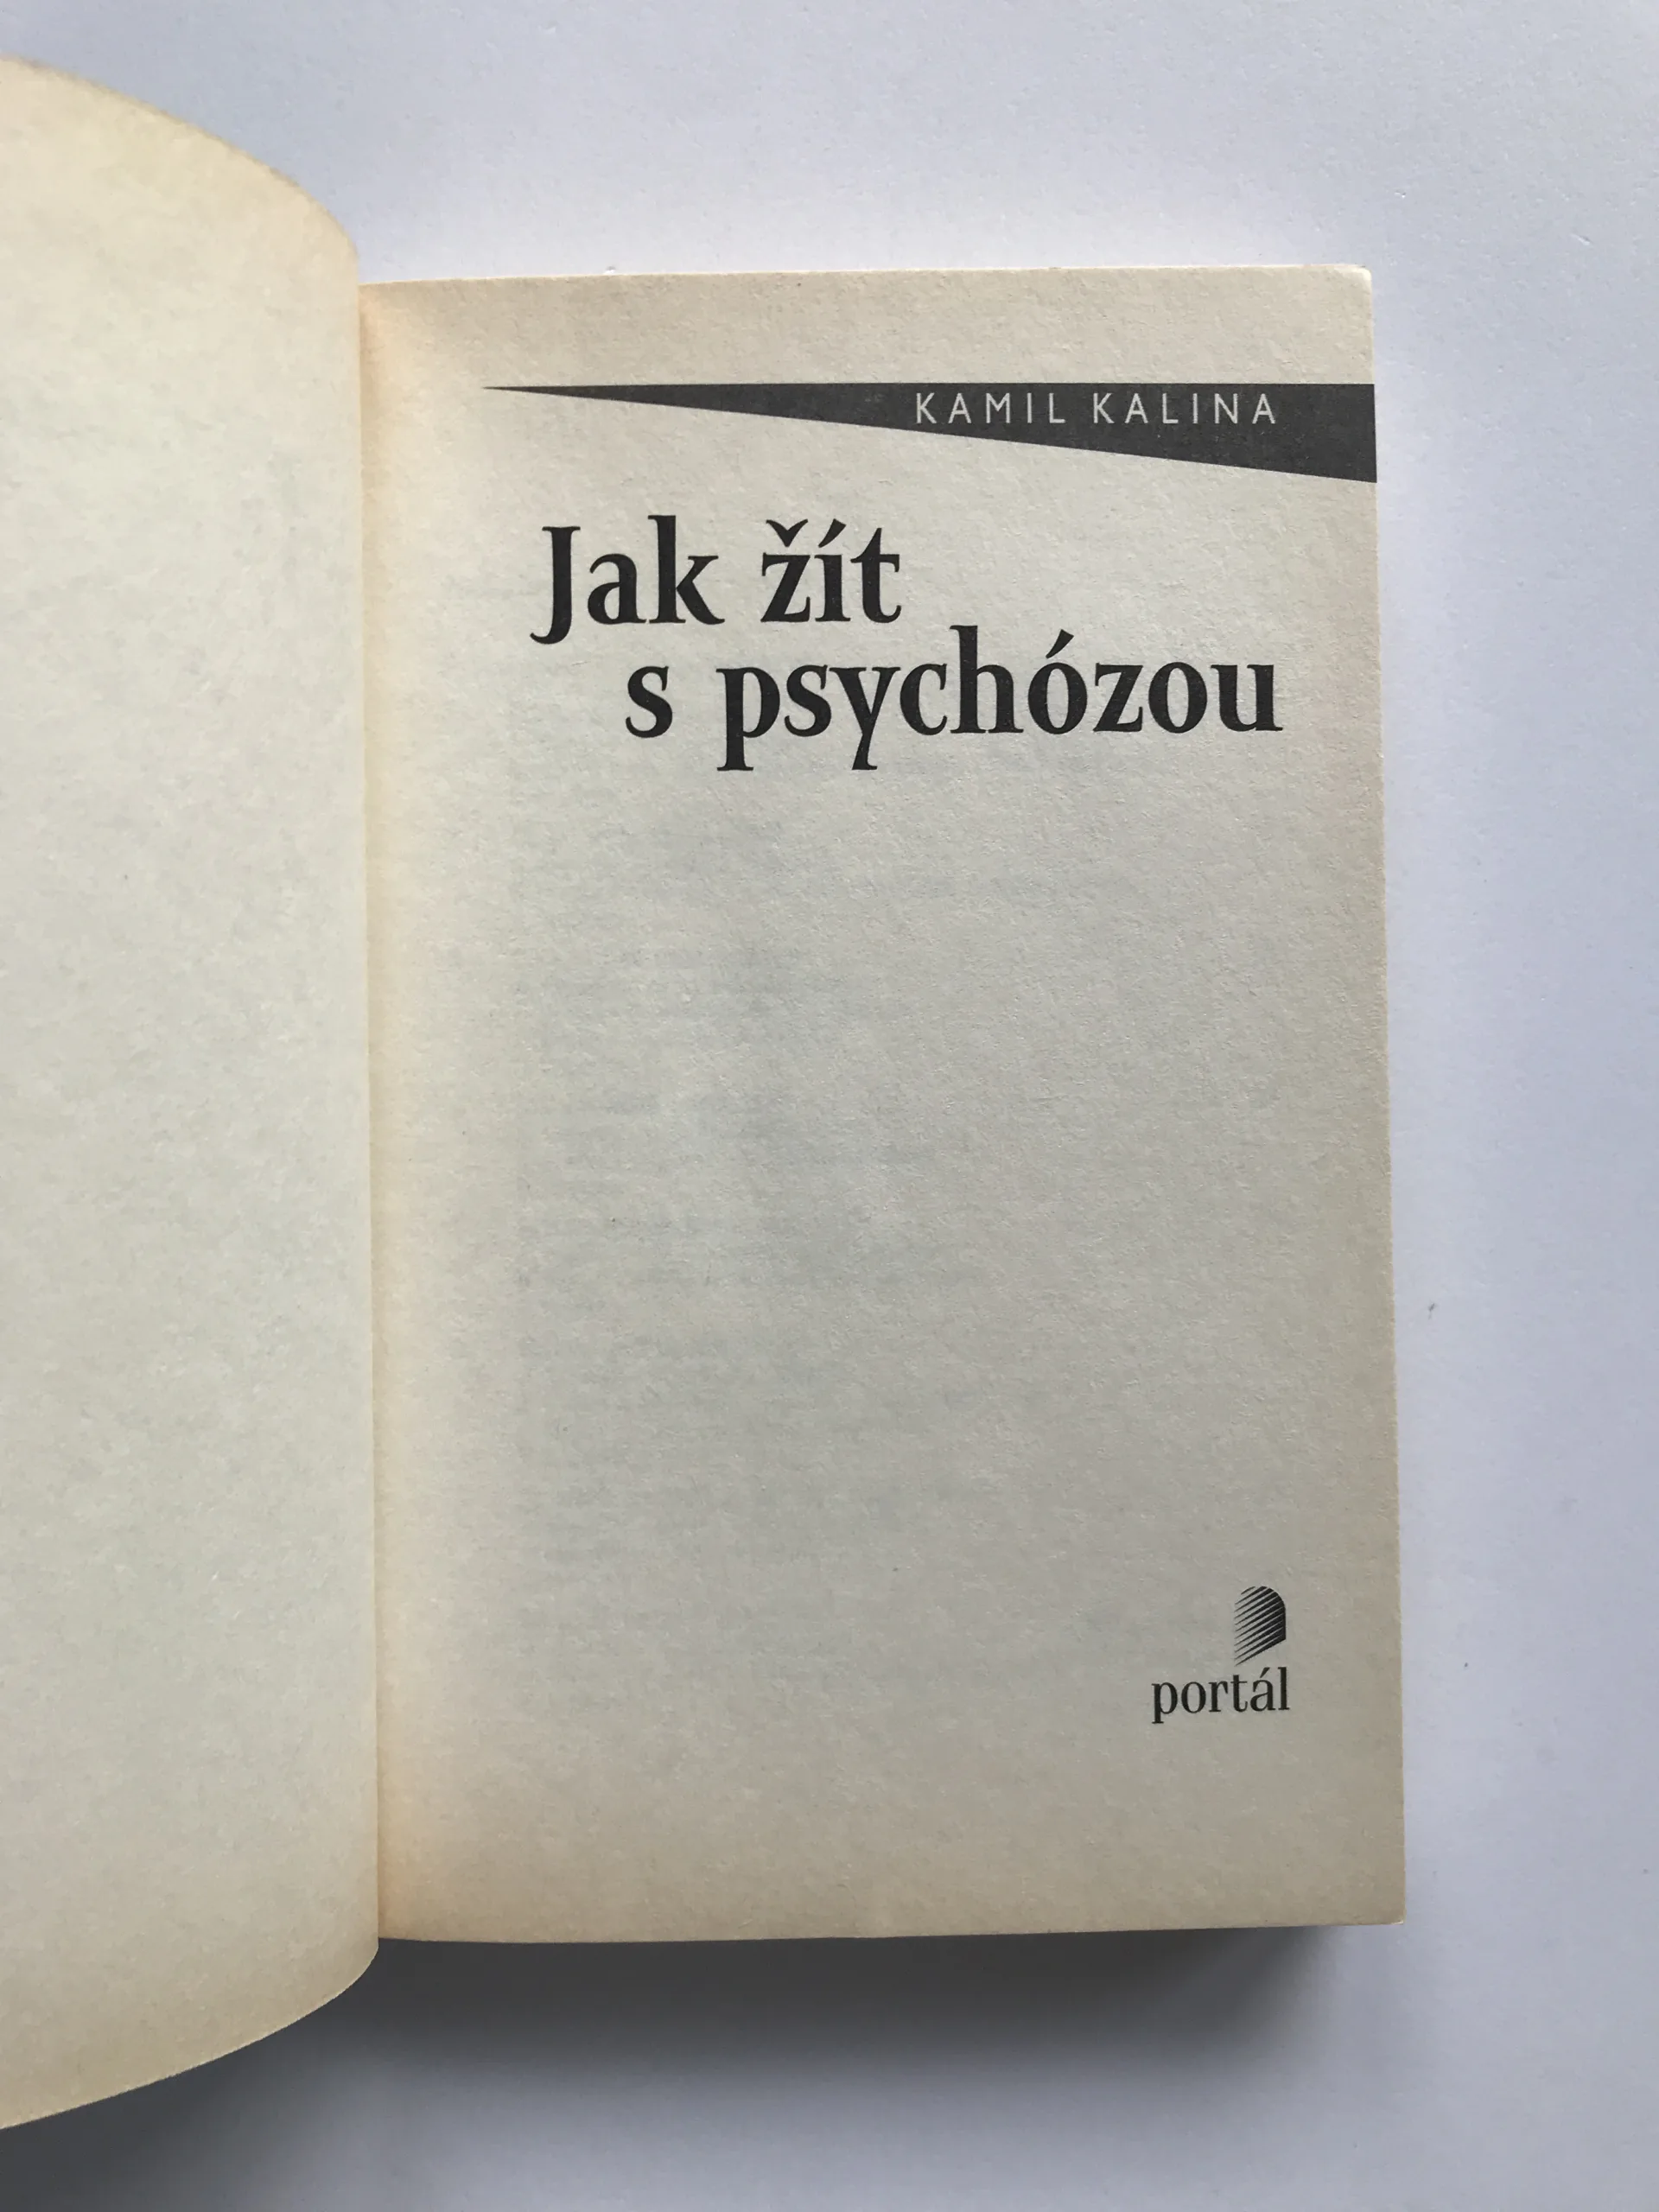 KAMIL KALINA
Jak žít
s psychózou
portál